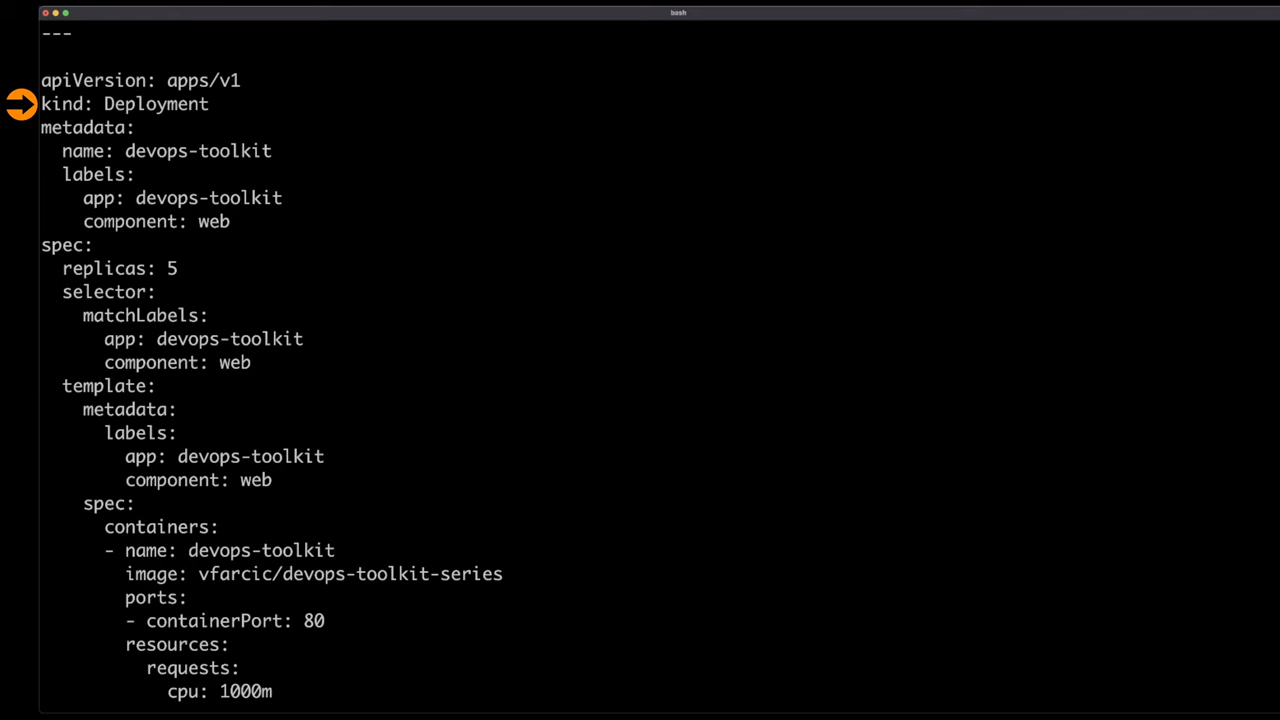 bash
---
apiVersion: apps/v1
kind: Deployment
metadata:
  name: devops-toolkit
  labels:
    app: devops-toolkit
    component: web
spec:
  replicas: 5
  selector:
    matchLabels:
      app: devops-toolkit
      component: web
  template:
    metadata:
      labels:
        app: devops-toolkit
        component: web
    spec:
      containers:
      - name: devops-toolkit
        image: vfarcic/devops-toolkit-series
        ports:
        - containerPort: 80
        resources:
          requests:
            cpu: 1000m